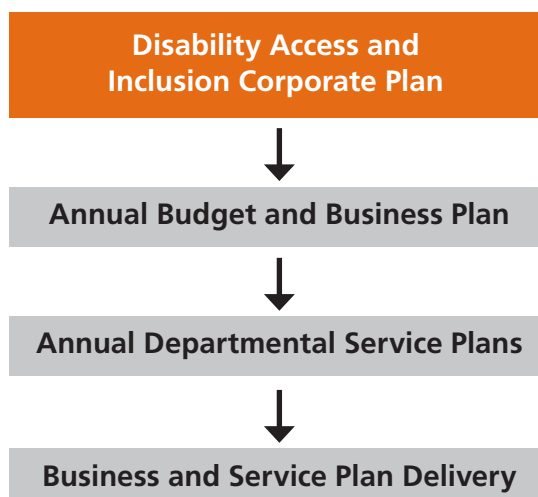 Disability Access and
Inclusion Corporate Plan
Annual Budget and Business Plan
Annual Departmental Service Plans
Business and Service Plan Delivery